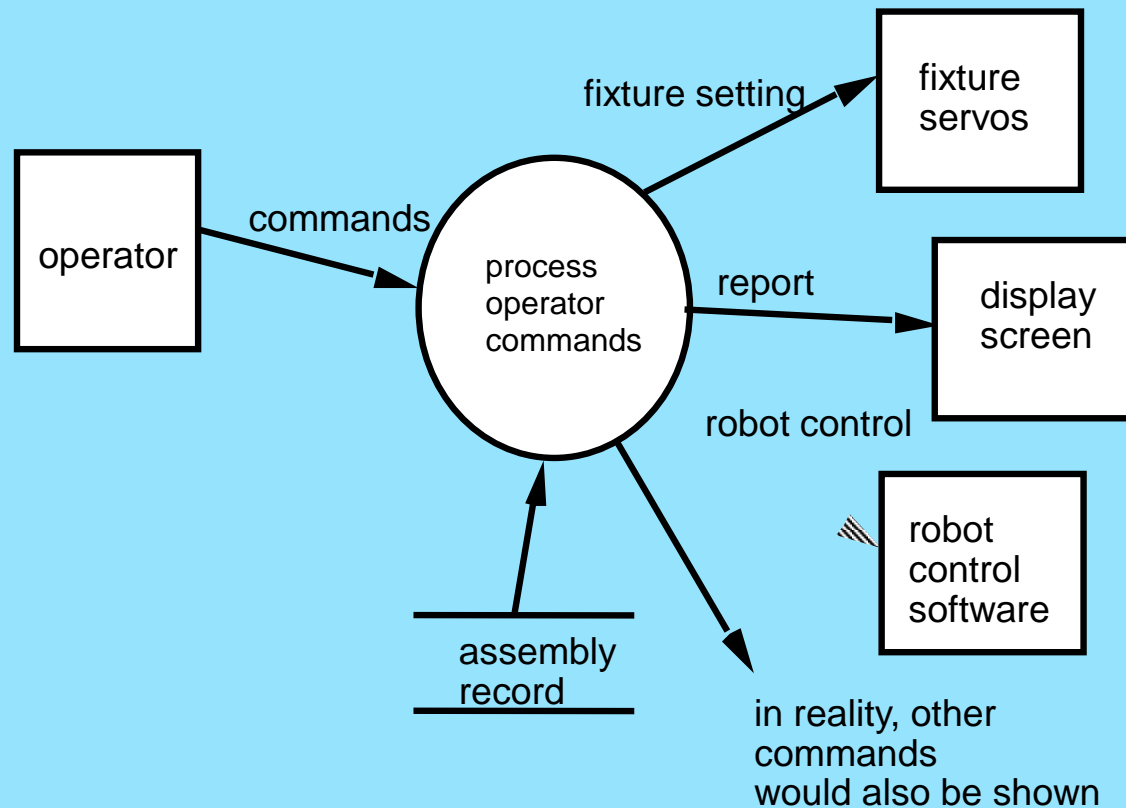 fixture setting
fixture
servos
commands
operator
process
operator
commands
report
display
screen
robot control
robot
control
software
assembly
record
in reality, other
commands
would also be shown